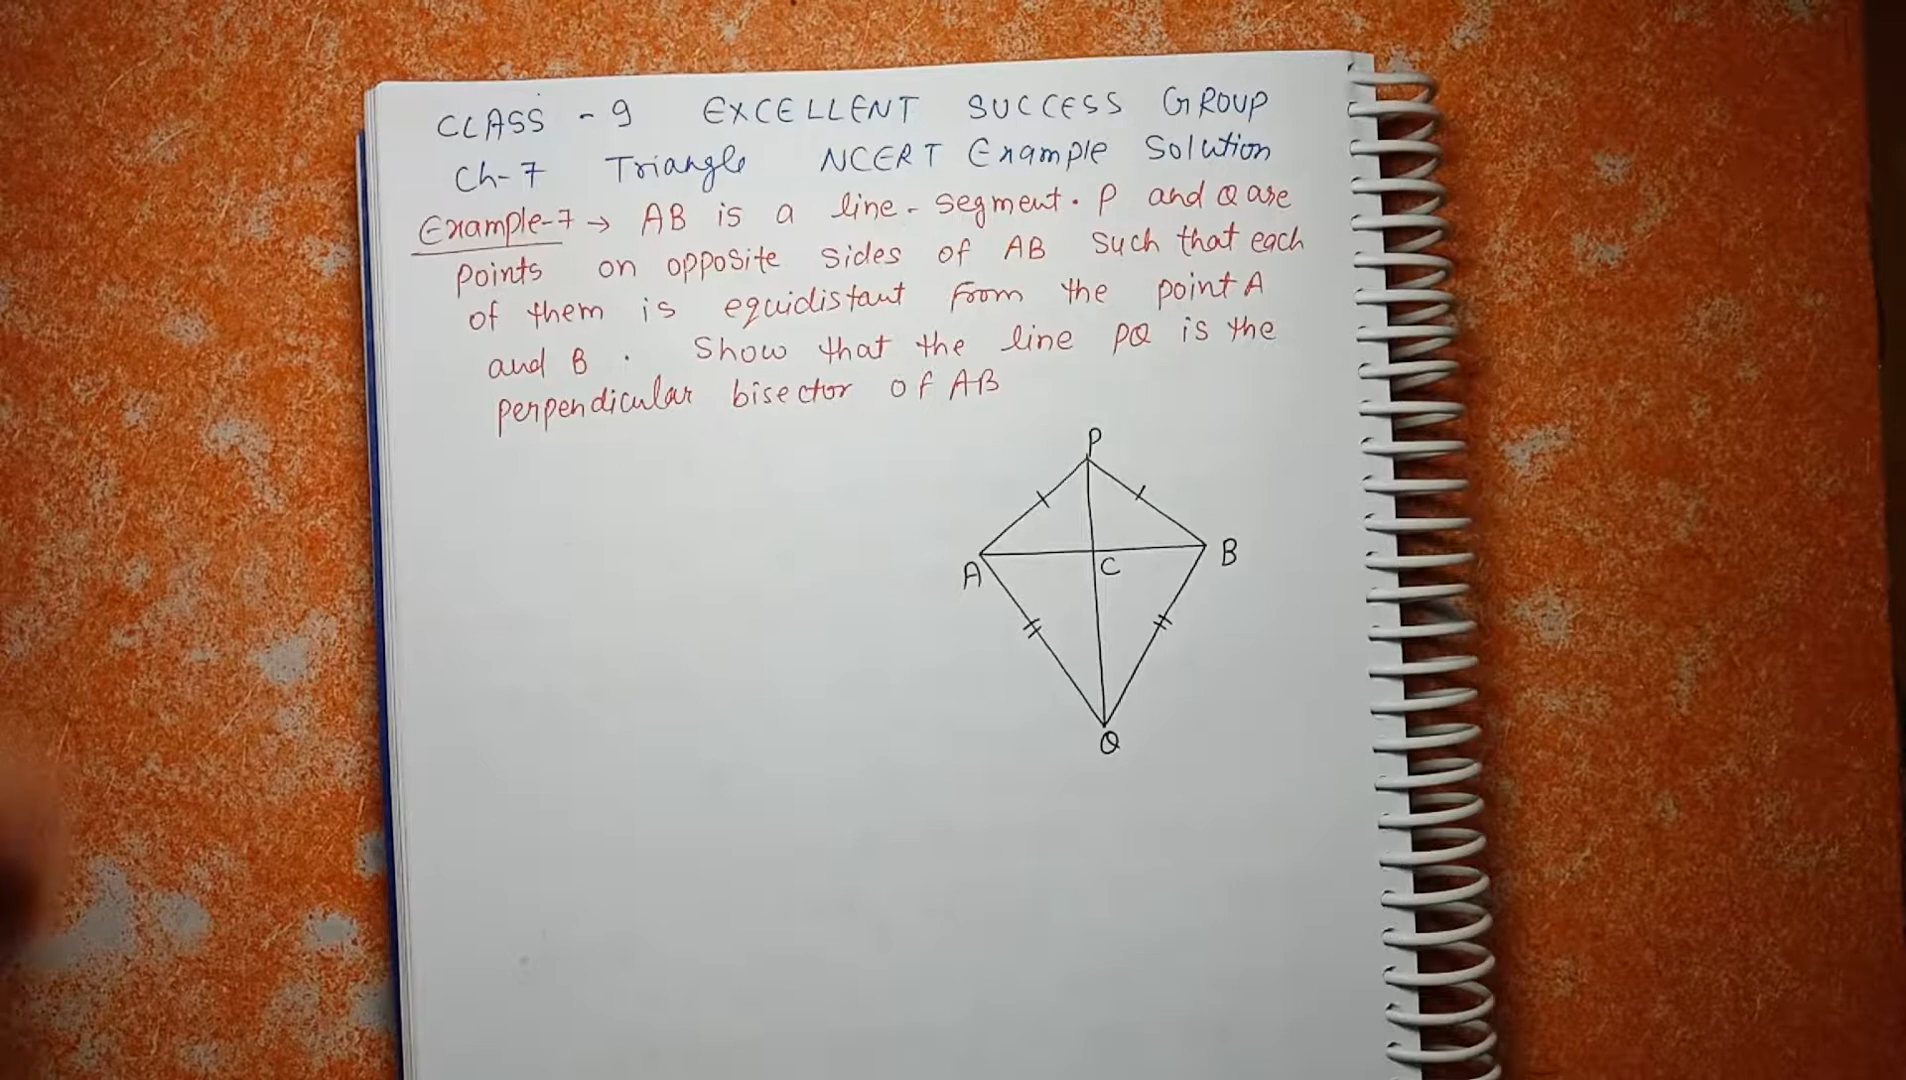 CLASS - 9 EXCELLENT SUCCESS GROUP
Ch-7 Triangle NCERT Example Solution
Example-7 → AB is a line-segment. P and Q are
points on opposite sides of AB such that each
of them is equidistant from the point A
and B. Show that the line PQ is the
perpendicular bisector of AB
P
A
C
B
Q